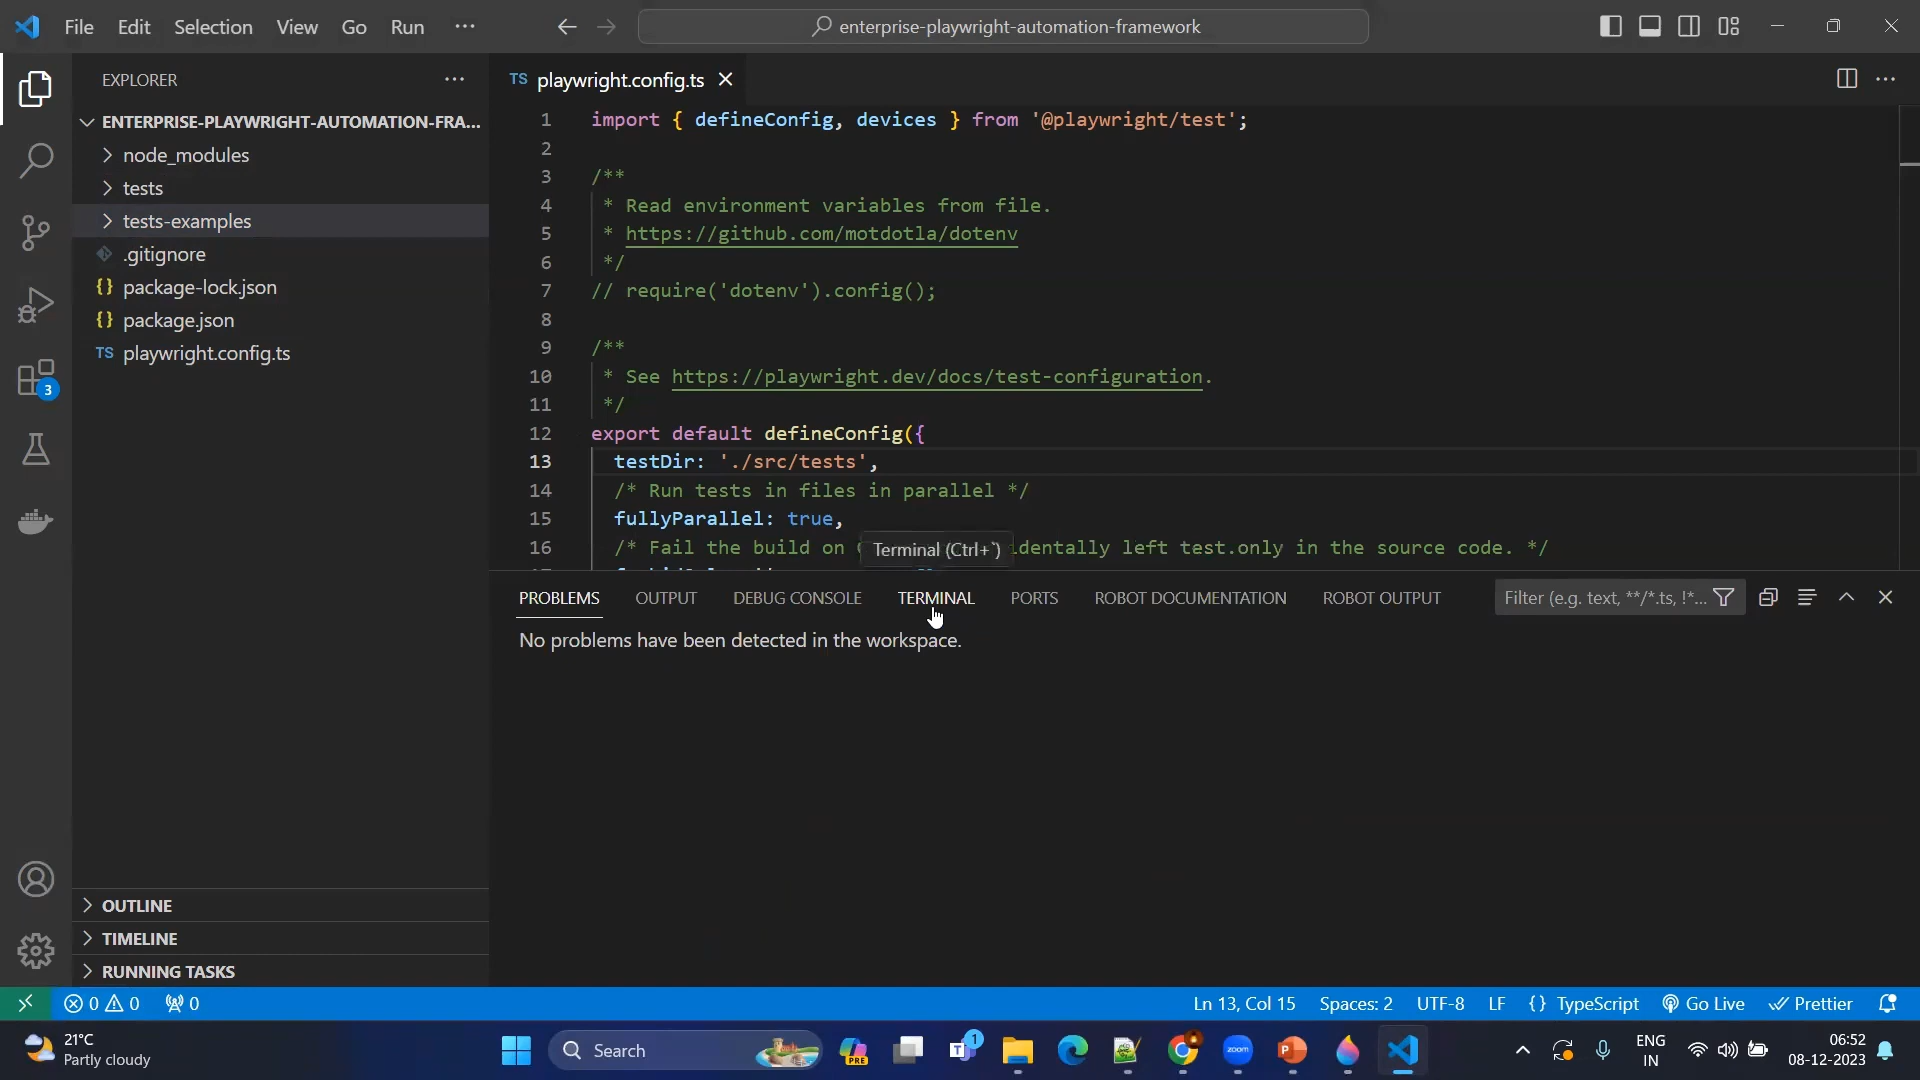 File Edit Selection View Go Run ···
enterprise-playwright-automation-framework
EXPLORER
ENTERPRISE-PLAYWRIGHT-AUTOMATION-FRA...
node_modules
tests
tests-examples
.gitignore
{} package-lock.json
{} package.json
TS playwright.config.ts
3
OUTLINE
TIMELINE
RUNNING TASKS
TS playwright.config.ts
1 import { defineConfig, devices } from '@playwright/test';
2
3 /**
4 * Read environment variables from file.
5 * https://github.com/motdotla/dotenv
6 */
7 // require('dotenv').config();
8
9 /**
10 * See https://playwright.dev/docs/test-configuration.
11 */
12 export default defineConfig({
13 testDir: './src/tests',
14 /* Run tests in files in parallel */
15 fullyParallel: true,
16 /* Fail the build on identally left test.only in the source code. */
Terminal (Ctrl+`)
PROBLEMS OUTPUT DEBUG CONSOLE TERMINAL PORTS ROBOT DOCUMENTATION ROBOT OUTPUT Filter (e.g. text, **/*.ts, !*...
No problems have been detected in the workspace.
0 0 0 Ln 13, Col 15 Spaces: 2 UTF-8 LF {} TypeScript Go Live Prettier
21°C
Partly cloudy
Search
PRE
1
zoom
ENG
IN
06:52
08-12-2023